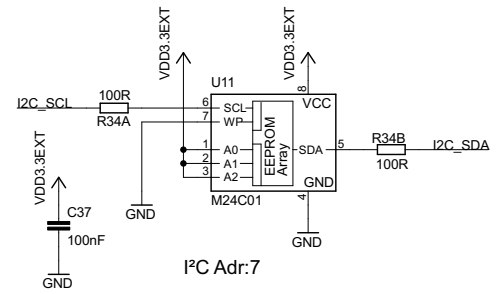 VDD3.3EXT
VDD3.3EXT
U11
I2C_SCL
100R
R34A
6
SCL
7
WP
8
VCC
1
A0
2
A1
3
A2
EEPROM
Array
SDA
5
R34B
100R
I2C_SDA
GND
4
M24C01
GND
GND
VDD3.3EXT
C37
100nF
GND
I²C Adr:7